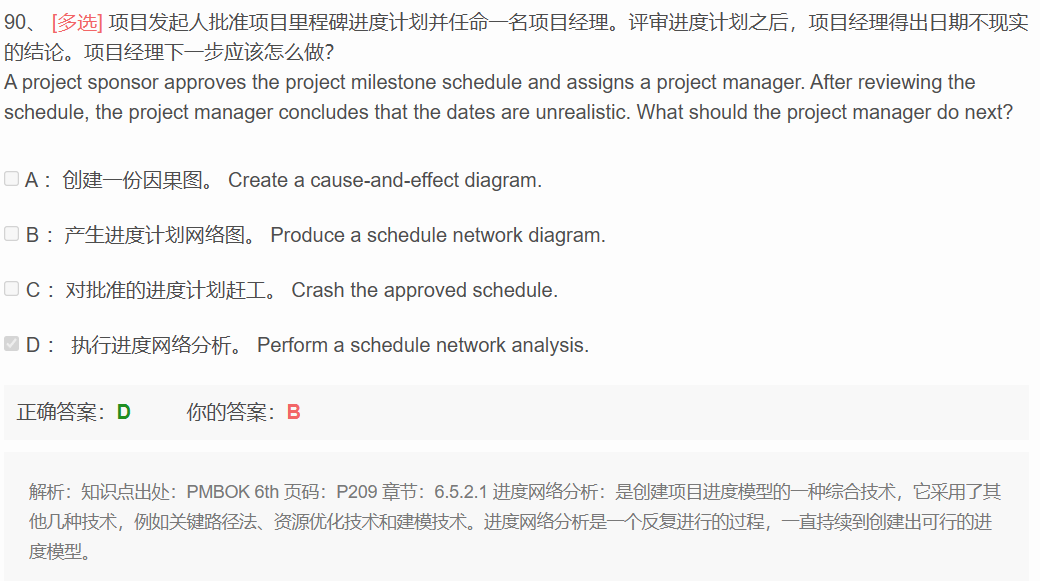 90、 [多选] 项目发起人批准项目里程碑进度计划并任命一名项目经理。评审进度计划之后，项目经理得出日期不现实
的结论。项目经理下一步应该怎么做?
A project sponsor approves the project milestone schedule and assigns a project manager. After reviewing the
schedule, the project manager concludes that the dates are unrealistic. What should the project manager do next?
A： 创建一份因果图。 Create a cause-and-effect diagram.
B： 产生进度计划网络图。 Produce a schedule network diagram.
C： 对批准的进度计划赶工。 Crash the approved schedule.
D： 执行进度网络分析。 Perform a schedule network analysis.
正确答案：D 你的答案：B
解析：知识点出处：PMBOK 6th 页码：P209 章节：6.5.2.1 进度网络分析：是创建项目进度模型的一种综合技术，它采用了其
他几种技术，例如关键路径法、资源优化技术和建模技术。进度网络分析是一个反复进行的过程，一直持续到创建出可行的进
度模型。